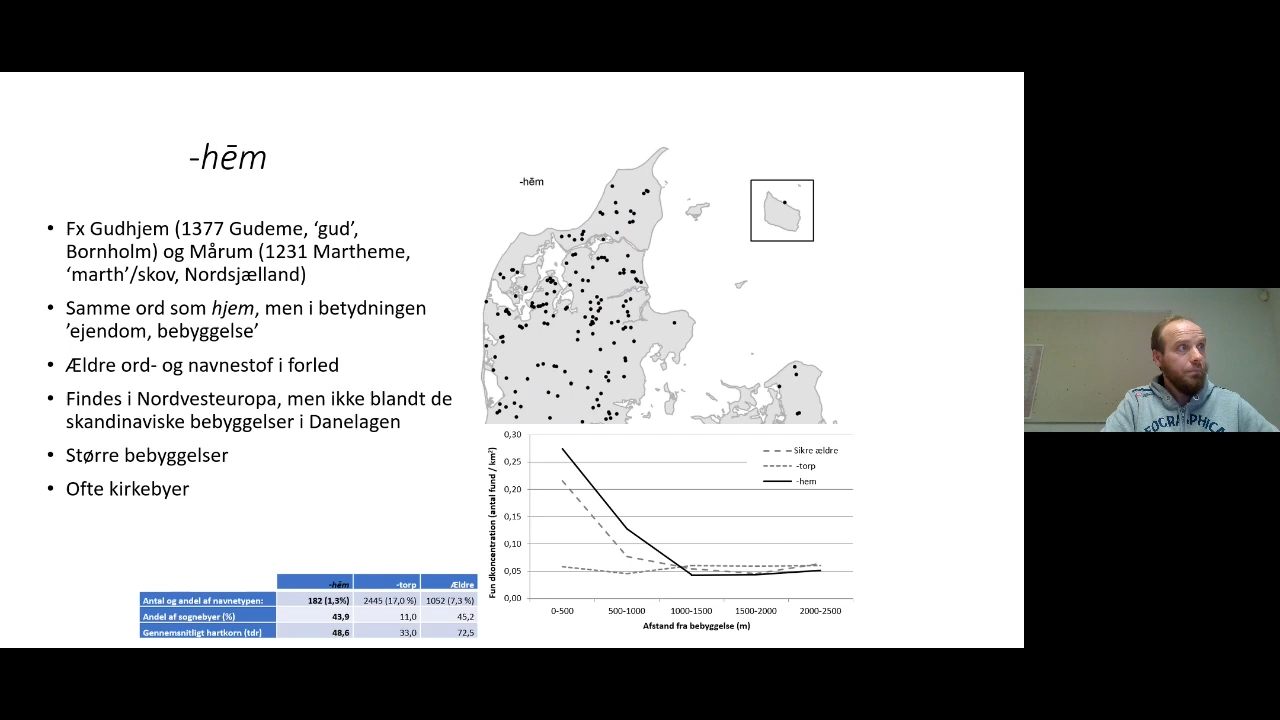 -hēm
• Fx Gudhjem (1377 Gudeme, ‘gud’,
Bornholm) og Mårum (1231 Martheme,
‘marth’/skov, Nordsjælland)
• Samme ord som hjem, men i betydningen
’ejendom, bebyggelse’
• Ældre ord- og navnestof i forled
• Findes i Nordvesteuropa, men ikke blandt de
skandinaviske bebyggelser i Danelagen
• Større bebyggelser
• Ofte kirkebyer
-hēm -torp Ældre
Antal og andel af navnetypen: 182 (1,3%) 2445 (17,0 %) 1052 (7,3 %)
Andel af sognebyer (%) 43,9 11,0 45,2
Gennemsnitligt hartkorn (tdr) 48,6 33,0 72,5
-hēm
Fun dkoncentration (antal fund / km²)
0,30
0,25
0,20
0,15
0,10
0,05
0,00
Sikre ældre
-torp
-hem
0-500 500-1000 1000-1500 1500-2000 2000-2500
Afstand fra bebyggelse (m)